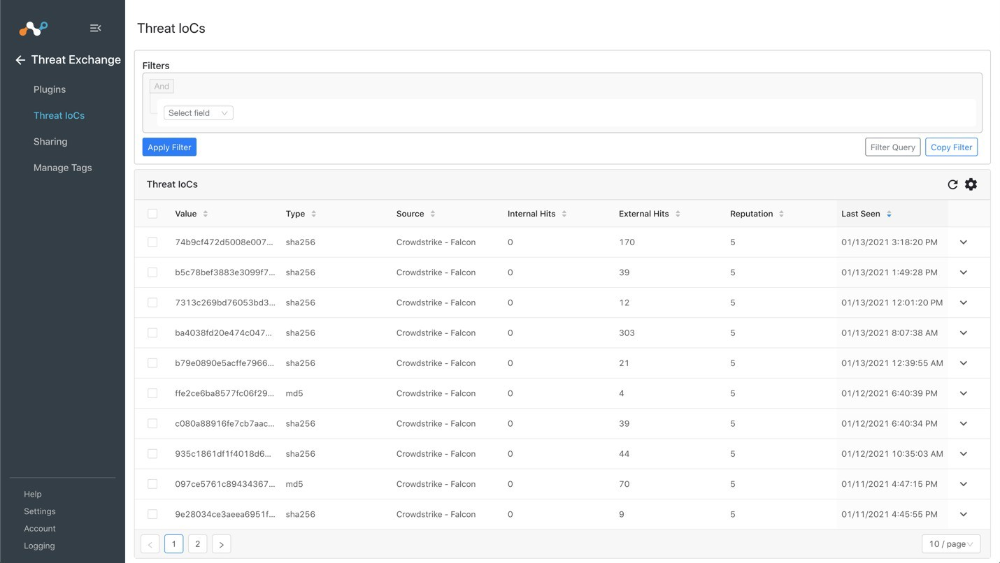 Threat Exchange
Plugins
Threat IoCs
Sharing
Manage Tags
Help
Settings
Account
Logging
Threat IoCs
Filters
And
Select field
Apply Filter Filter Query Copy Filter
Threat IoCs
Value Type Source Internal Hits External Hits Reputation Last Seen
74b9cf472d5008e007... sha256 Crowdstrike - Falcon 0 170 5 01/13/2021 3:18:20 PM
b5c78bef3883e3099f7... sha256 Crowdstrike - Falcon 0 39 5 01/13/2021 1:49:28 PM
7313c269bd76053bd3... sha256 Crowdstrike - Falcon 0 12 5 01/13/2021 12:01:20 PM
ba4038fd20e474c047... sha256 Crowdstrike - Falcon 0 303 5 01/13/2021 8:07:38 AM
b79e0890e5acffe7966... sha256 Crowdstrike - Falcon 0 21 5 01/13/2021 12:39:55 AM
ffe2ce6ba8577fc06f29... md5 Crowdstrike - Falcon 0 4 5 01/12/2021 6:40:39 PM
c080a88916fe7cb7aac... sha256 Crowdstrike - Falcon 0 39 5 01/12/2021 6:40:34 PM
935c1861df1f4018d6... sha256 Crowdstrike - Falcon 0 44 5 01/12/2021 10:35:03 AM
097ce5761c89434367... md5 Crowdstrike - Falcon 0 70 5 01/11/2021 4:47:15 PM
9e28034ce3aeea6951f... sha256 Crowdstrike - Falcon 0 9 5 01/11/2021 4:45:55 PM
< 1 2 > 10 / page